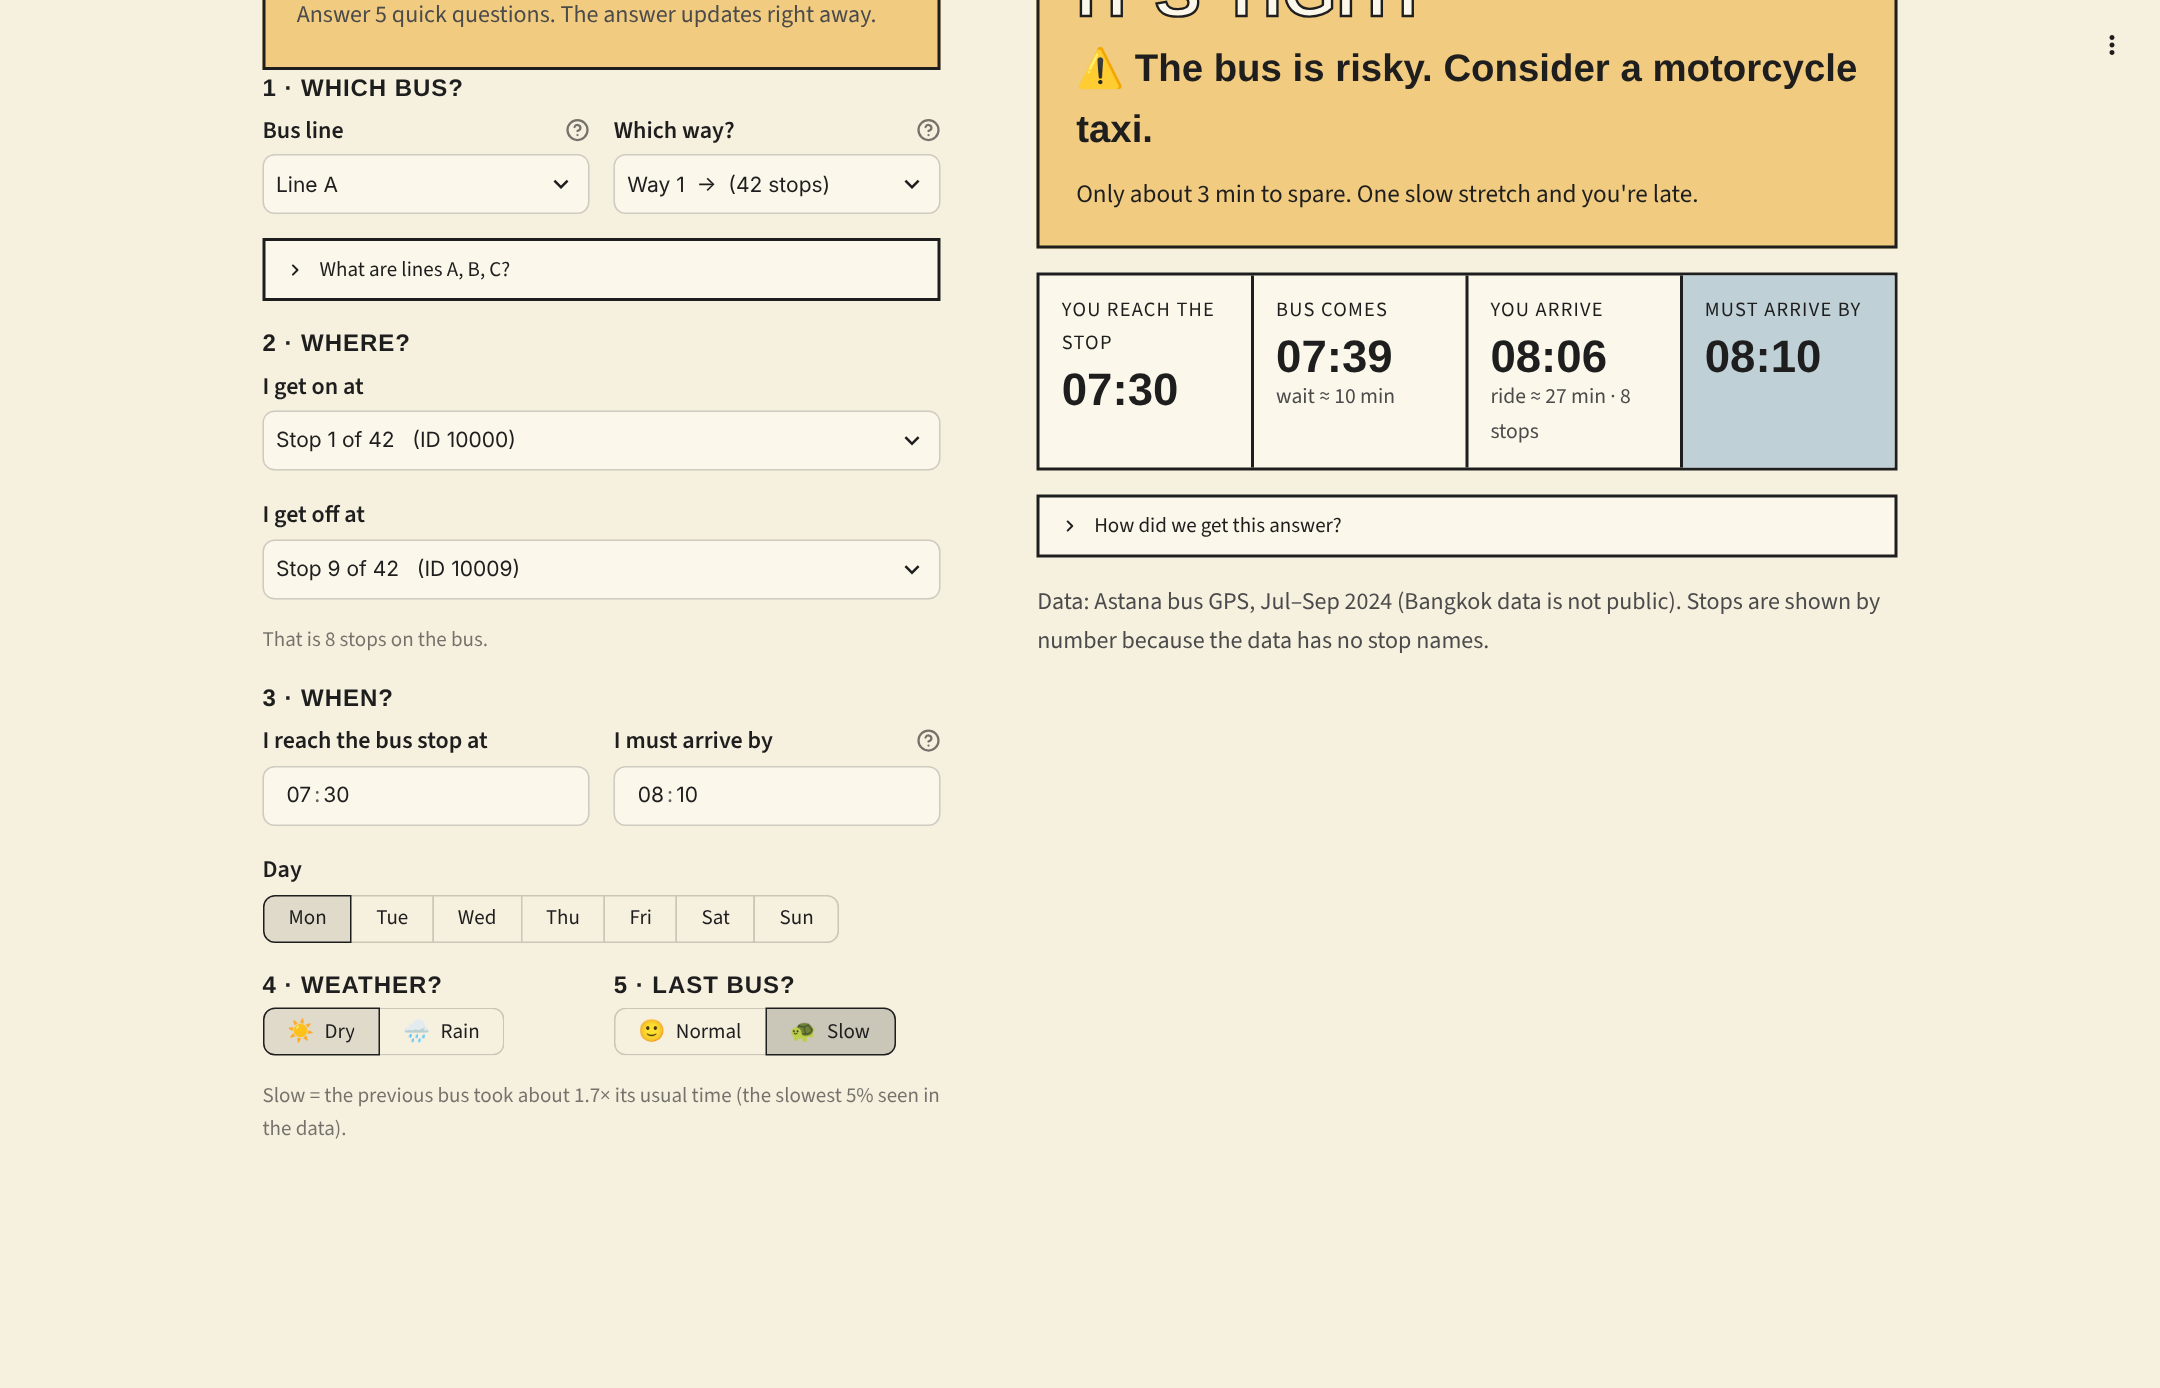 Answer 5 quick questions. The answer updates right away.
1 · WHICH BUS?
Bus line
Which way?
Line A
Way 1 → (42 stops)
What are lines A, B, C?
2 · WHERE?
I get on at
Stop 1 of 42 (ID 10000)
I get off at
Stop 9 of 42 (ID 10009)
That is 8 stops on the bus.
3 · WHEN?
I reach the bus stop at
I must arrive by
07:30
08:10
Day
Mon Tue Wed Thu Fri Sat Sun
4 · WEATHER?
5 · LAST BUS?
☀️ Dry 🌧️ Rain
🙂 Normal 🐢 Slow
Slow = the previous bus took about 1.7× its usual time (the slowest 5% seen in
the data).
IT'S TIGHT
⚠️ The bus is risky. Consider a motorcycle
taxi.
Only about 3 min to spare. One slow stretch and you're late.
YOU REACH THE
STOP
07:30
BUS COMES
07:39
wait ≈ 10 min
YOU ARRIVE
08:06
ride ≈ 27 min · 8
stops
MUST ARRIVE BY
08:10
How did we get this answer?
Data: Astana bus GPS, Jul–Sep 2024 (Bangkok data is not public). Stops are shown by
number because the data has no stop names.